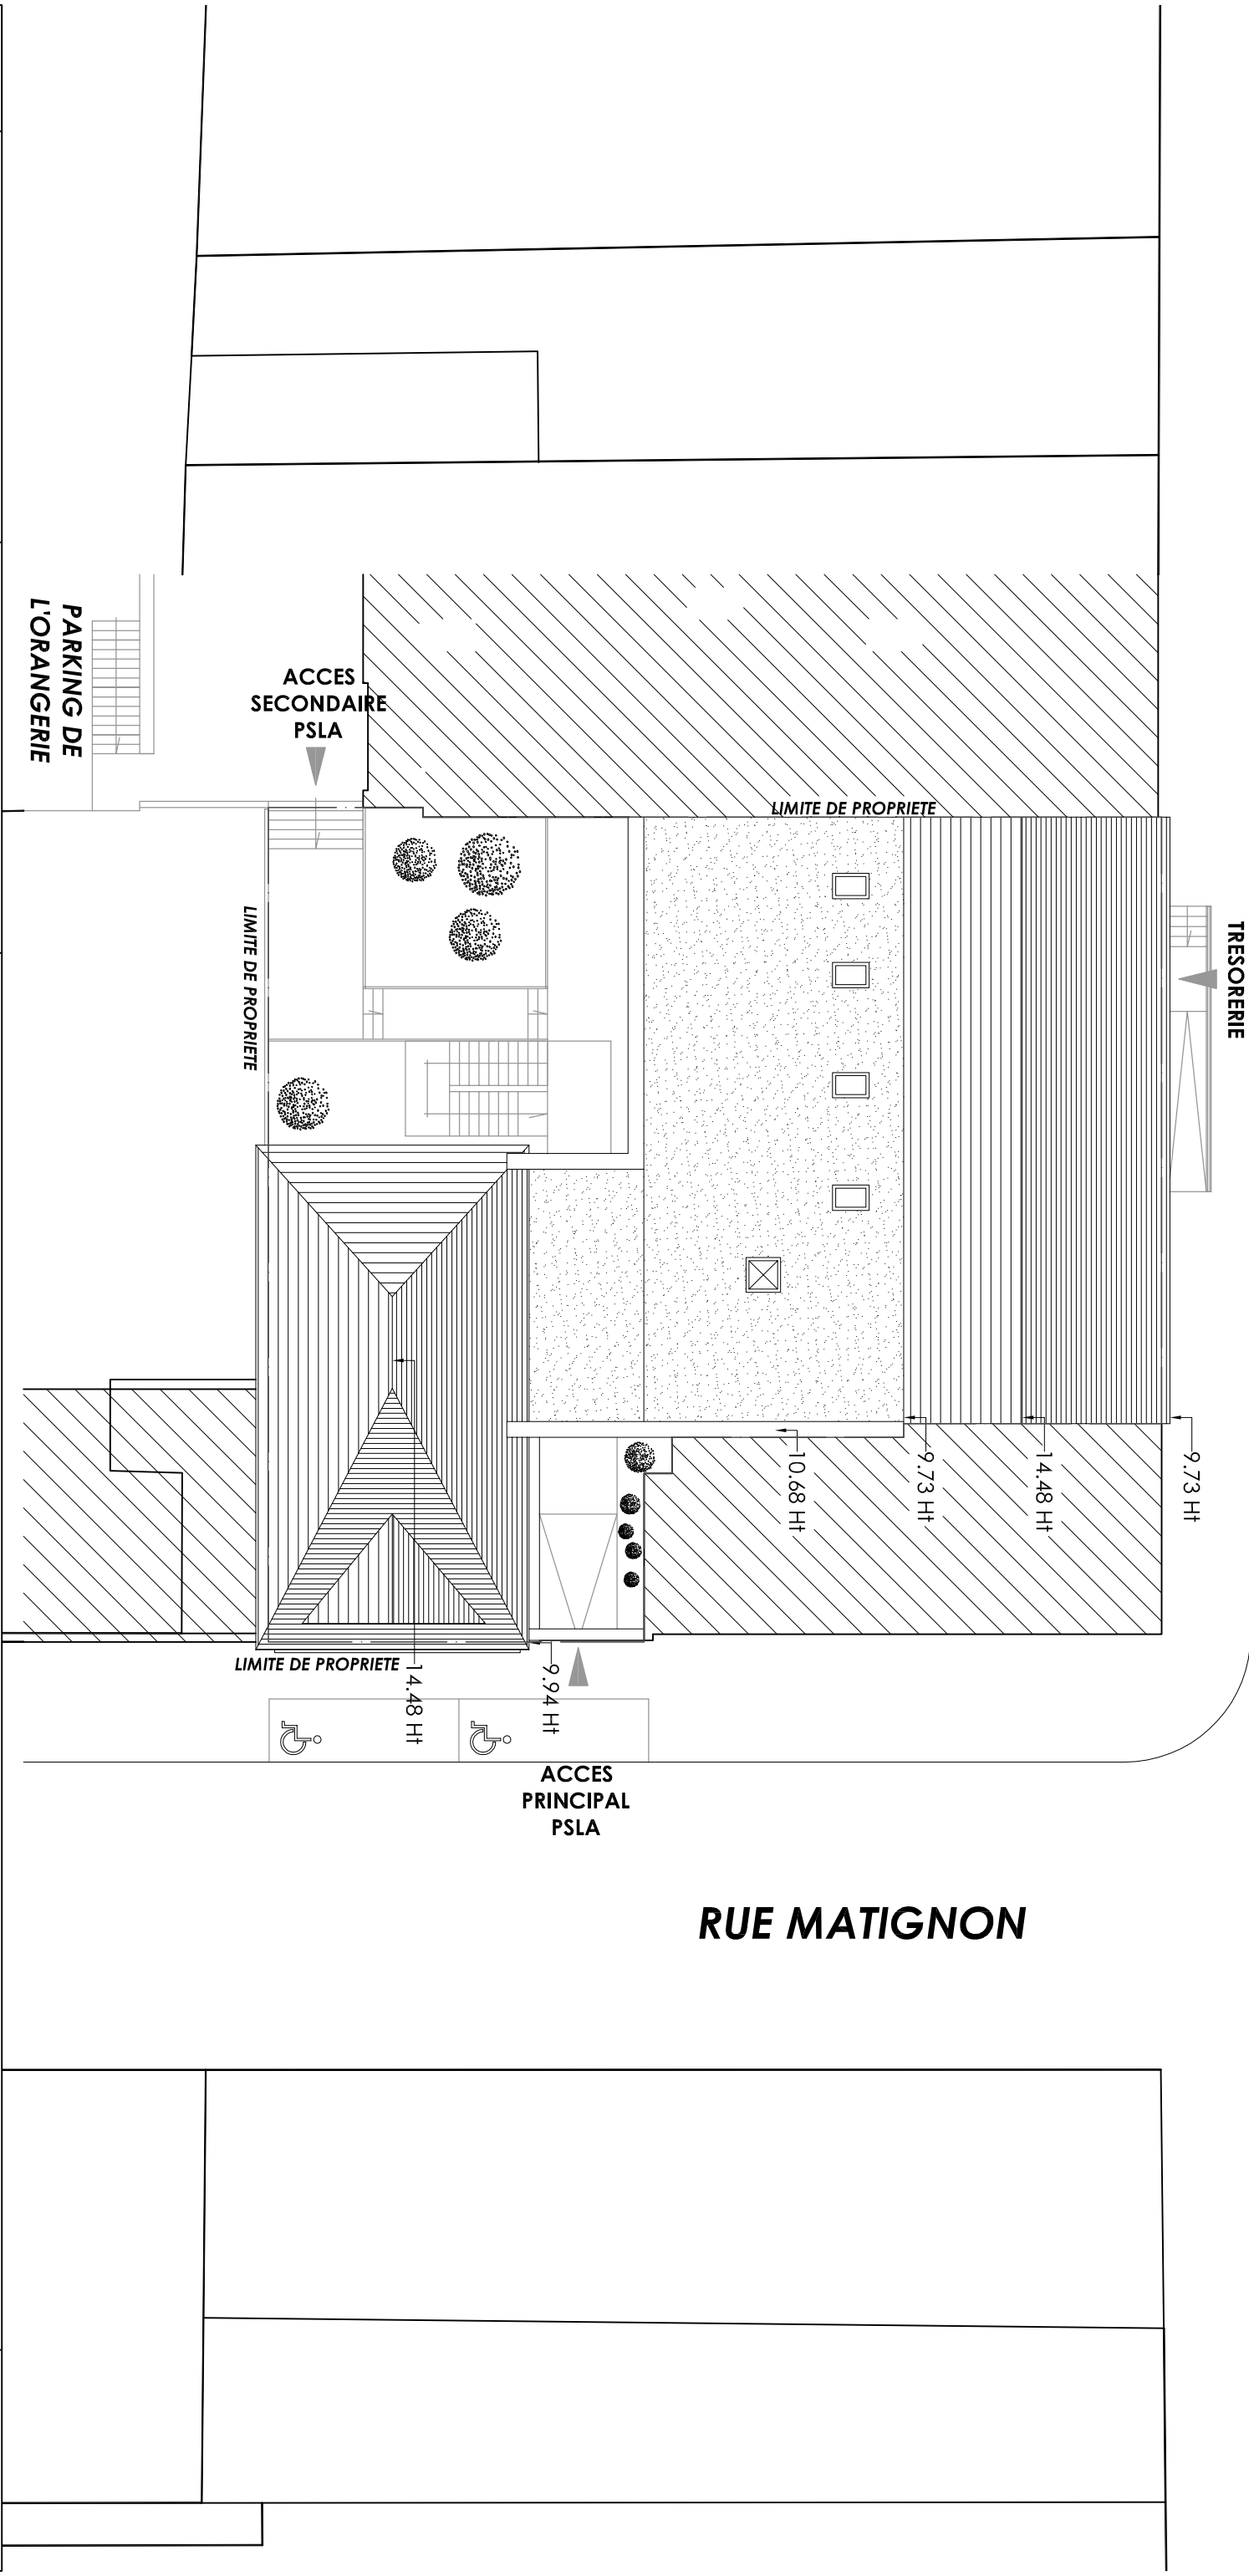 PARKING DE
L'ORANGERIE
ACCES
SECONDAIRE
PSLA
LIMITE DE PROPRIETE
LIMITE DE PROPRIETE
TRESORERIE
9.73 Ht
14.48 Ht
9.73 Ht
10.68 Ht
LIMITE DE PROPRIETE
14.48 Ht
9.94 Ht
ACCES
PRINCIPAL
PSLA
RUE MATIGNON